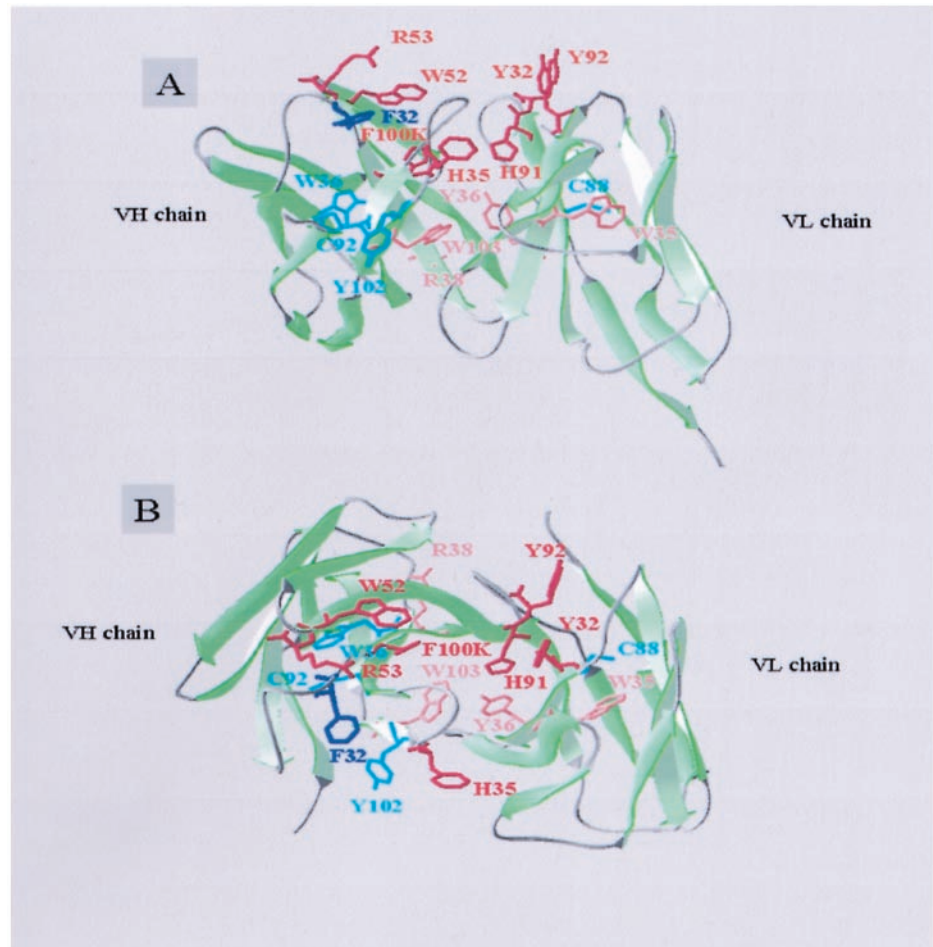 A
R53
W52
Y32
Y92
F32
F100K
H35
H91
W36
Y36
C88
VH chain
VL chain
C92
W103
W35
Y102
R38
B
R38
Y92
W52
VH chain
Y32
W36
F100K
C88
VL chain
C92
R53
W103
H91
W35
Y36
F32
Y102
H35